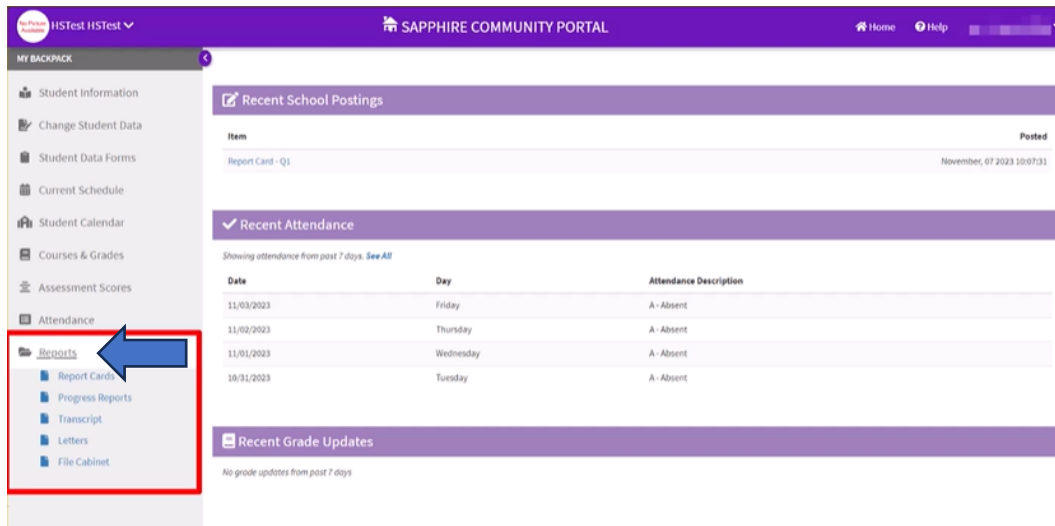 No Picture Available
HSTest HSTest
SAPPHIRE COMMUNITY PORTAL
Home Help
MY BACKPACK
Student Information
Change Student Data
Student Data Forms
Current Schedule
Student Calendar
Courses & Grades
Assessment Scores
Attendance
Reports
Report Cards
Progress Reports
Transcript
Letters
File Cabinet
Recent School Postings
Item Posted
Report Card - Q1 November, 07 2023 10:07:31
Recent Attendance
Showing attendance from past 7 days. See All
Date Day Attendance Description
11/03/2023 Friday A - Absent
11/02/2023 Thursday A - Absent
11/01/2023 Wednesday A - Absent
10/31/2023 Tuesday A - Absent
Recent Grade Updates
No grade updates from past 7 days